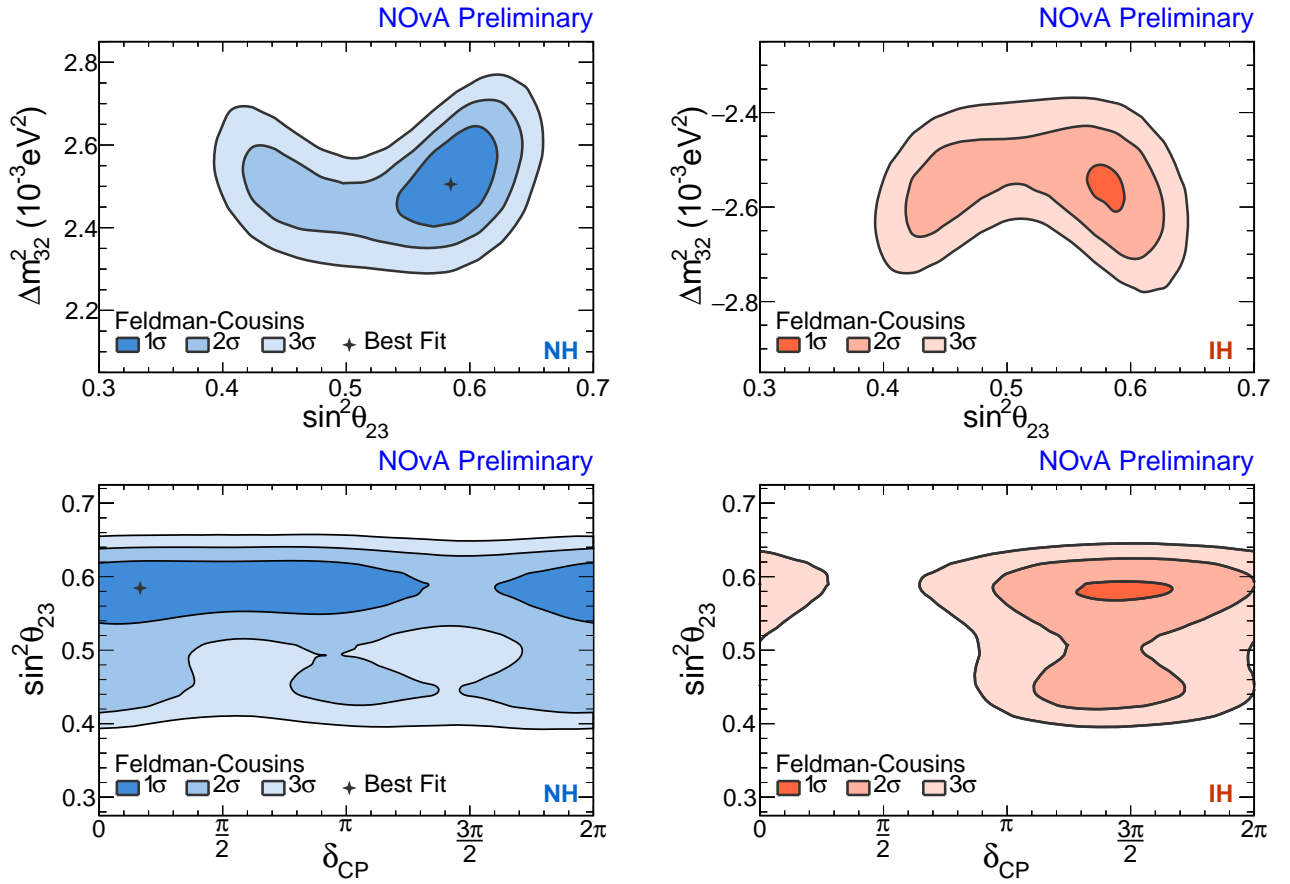 NOvA Preliminary
Δm²₃₂ (10⁻³eV²)
2.8
2.6
2.4
2.2
Feldman-Cousins
1σ 2σ 3σ Best Fit
NH
0.3 0.4 0.5 0.6 0.7
sin²θ₂₃
NOvA Preliminary
Δm²₃₂ (10⁻³eV²)
−2.4
−2.6
−2.8
Feldman-Cousins
1σ 2σ 3σ
IH
0.3 0.4 0.5 0.6 0.7
sin²θ₂₃
NOvA Preliminary
sin²θ₂₃
0.7
0.6
0.5
0.4
0.3
Feldman-Cousins
1σ 2σ 3σ Best Fit
NH
0 π/2 π 3π/2 2π
δ_CP
NOvA Preliminary
sin²θ₂₃
0.7
0.6
0.5
0.4
0.3
Feldman-Cousins
1σ 2σ 3σ
IH
0 π/2 π 3π/2 2π
δ_CP